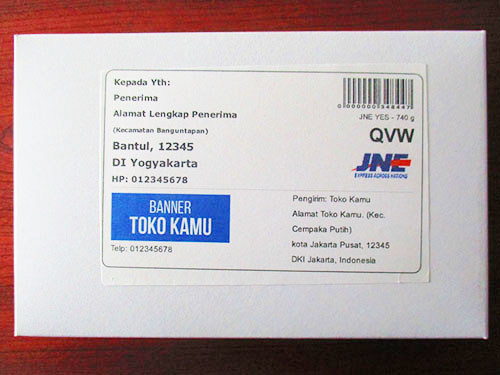 Kepada Yth:
Penerima
Alamat Lengkap Penerima
(Kecamatan Banguntapan)
Bantul, 12345
DI Yogyakarta
HP: 012345678
0000000348447
JNE YES - 740 g
QVW
JNE
EXPRESS ACROSS NATIONS
BANNER
TOKO KAMU
Telp: 012345678
Pengirim: Toko Kamu
Alamat Toko Kamu. (Kec.
Cempaka Putih)
kota Jakarta Pusat, 12345
DKI Jakarta, Indonesia